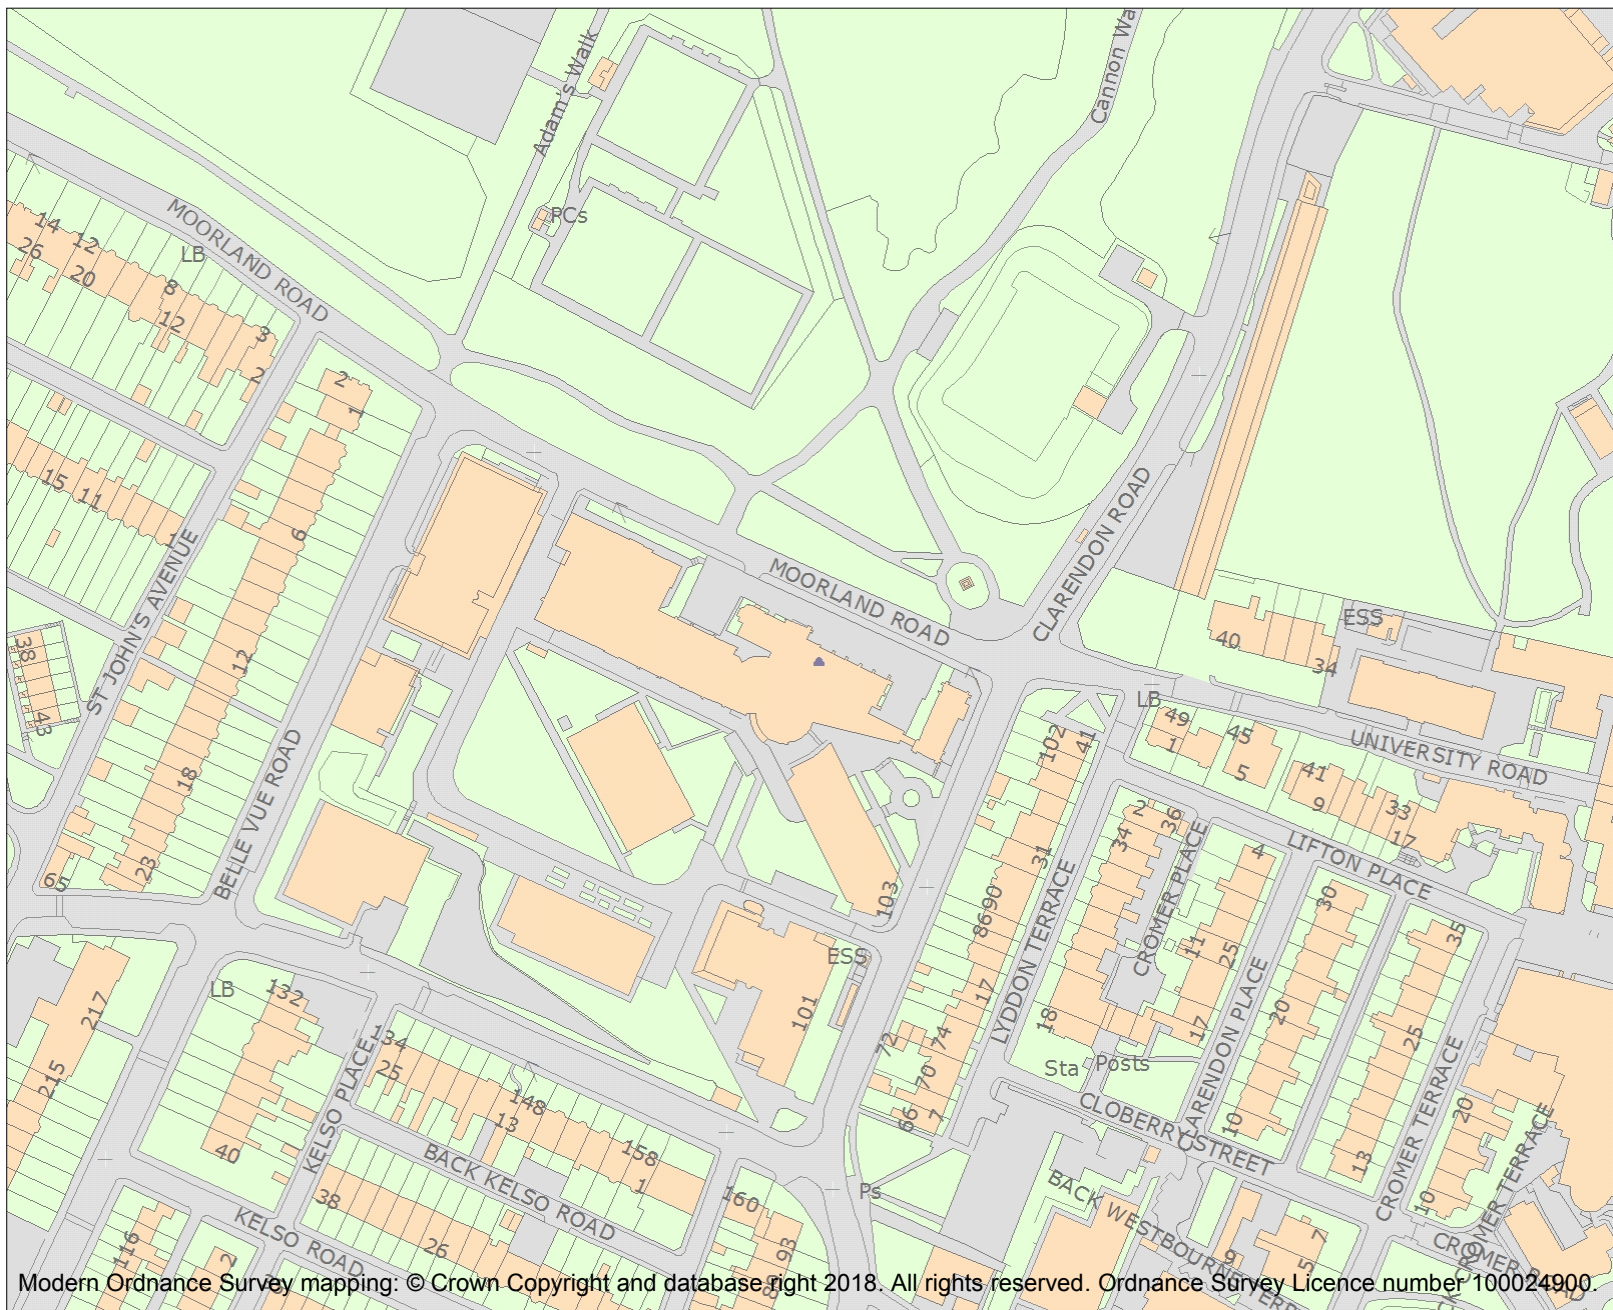 Adam's Walk
Cannon Wa
PCs
MOORLAND ROAD
LB
14
12
26
20
8
12
3
2
2
1
15
11
1
6
ST JOHN'S AVENUE
12
38
43
18
23
65
BELLE VUE ROAD
MOORLAND ROAD
CLARENDON ROAD
40
34
ESS
LB
49
1
45
5
41
9
33
17
UNIVERSITY ROAD
102
41
31
2
36
34
4
LIFTON PLACE
30
35
103
8690
LYDDON TERRACE
CROMER PLACE
11
25
CLARENDON PLACE
20
25
CROMER TERRACE
ESS
101
17
18
17
72
74
70
66
7
Sta
Posts
CLOBERRY STREET
10
13
20
10
CROMER TERRACE
217
215
LB
132
134
25
KELSO PLACE
148
13
158
1
40
38
BACK KELSO ROAD
KELSO ROAD
26
116
2
160
93
Ps
BACK WESTBOURNE TERR
9
7
5
CROMER ROAD
Modern Ordnance Survey mapping: © Crown Copyright and database right 2018. All rights reserved. Ordnance Survey Licence number 100024900.